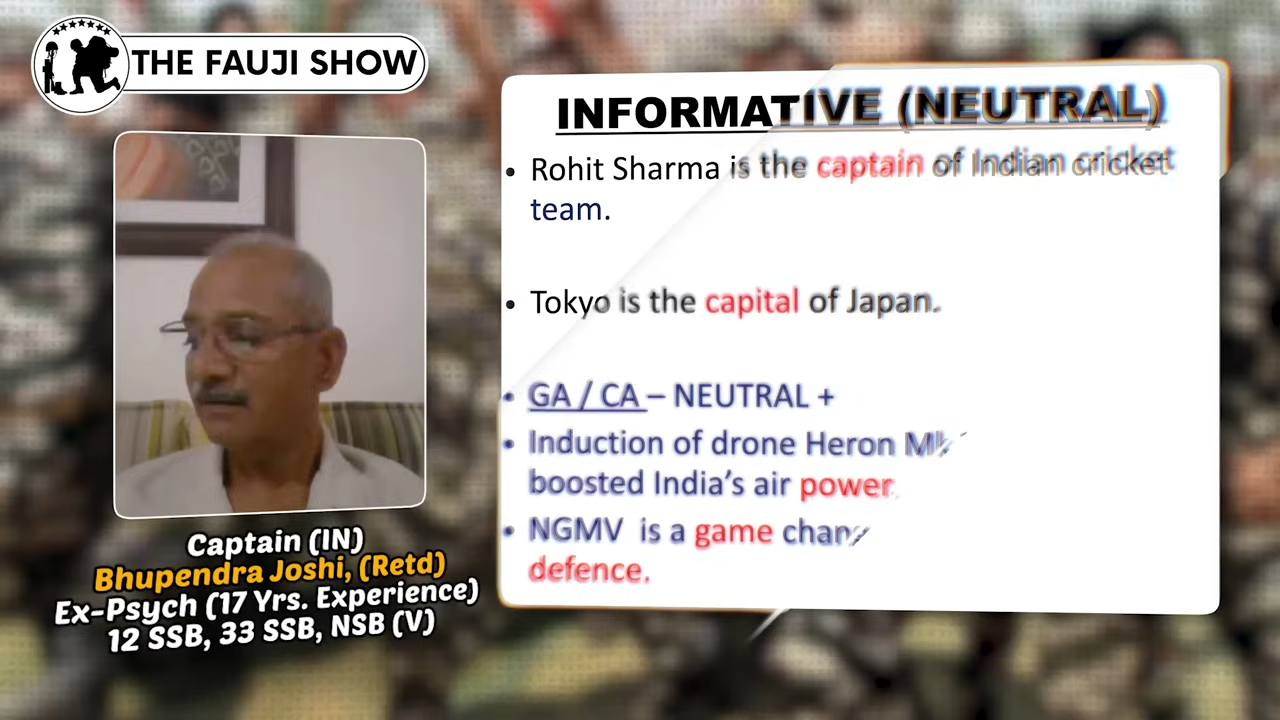 THE FAUJI SHOW
INFORMATIVE (NEUTRAL)
• Rohit Sharma is the captain of Indian cricket
team.
• Tokyo is the capital of Japan.
• GA / CA – NEUTRAL +
• Induction of drone Heron
boosted India's air power.
• NGMV is a game
defence.
Captain (IN)
Bhupendra Joshi, (Retd)
Ex-Psych (17 Yrs. Experience)
12 SSB, 33 SSB, NSB (V)